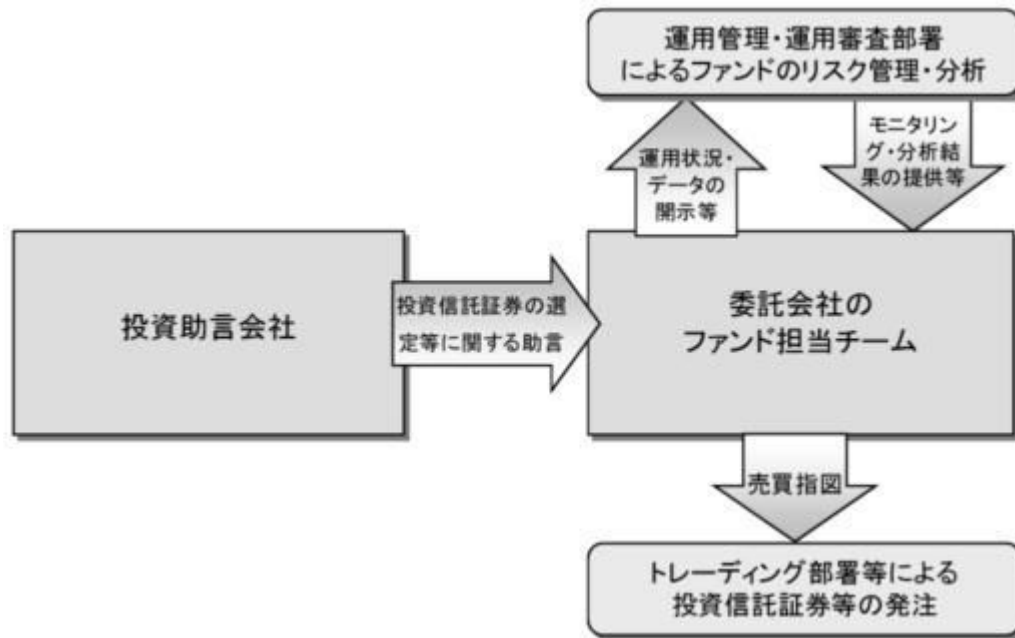 運用管理・運用審査部署
によるファンドのリスク管理・分析
運用状況・
データの
開示等
モニタリン
グ・分析結
果の提供等
投資助言会社
投資信託証券の選
定等に関する助言
委託会社の
ファンド担当チーム
売買指図
トレーディング部署等による
投資信託証券等の発注